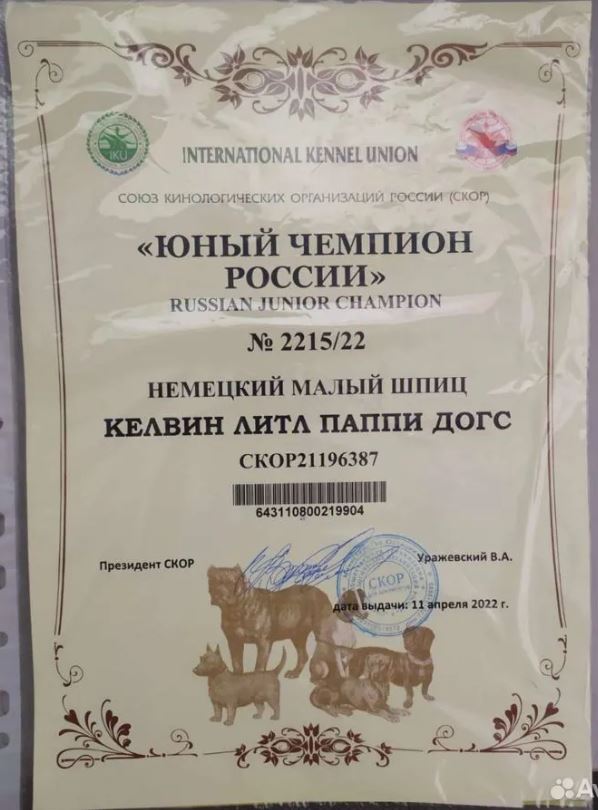 IKU
INTERNATIONAL KENNEL UNION
СОЮЗ КИНОЛОГИЧЕСКИХ ОРГАНИЗАЦИЙ РОССИИ (СКОР)
«ЮНЫЙ ЧЕМПИОН
РОССИИ»
RUSSIAN JUNIOR CHAMPION
№ 2215/22
НЕМЕЦКИЙ МАЛЫЙ ШПИЦ
КЕЛВИН ЛИТЛ ПАППИ ДОГС
СКОР21196387
643110800219904
Президент СКОР
Уражевский В.А.
СКОР
дата выдачи: 11 апреля 2022 г.